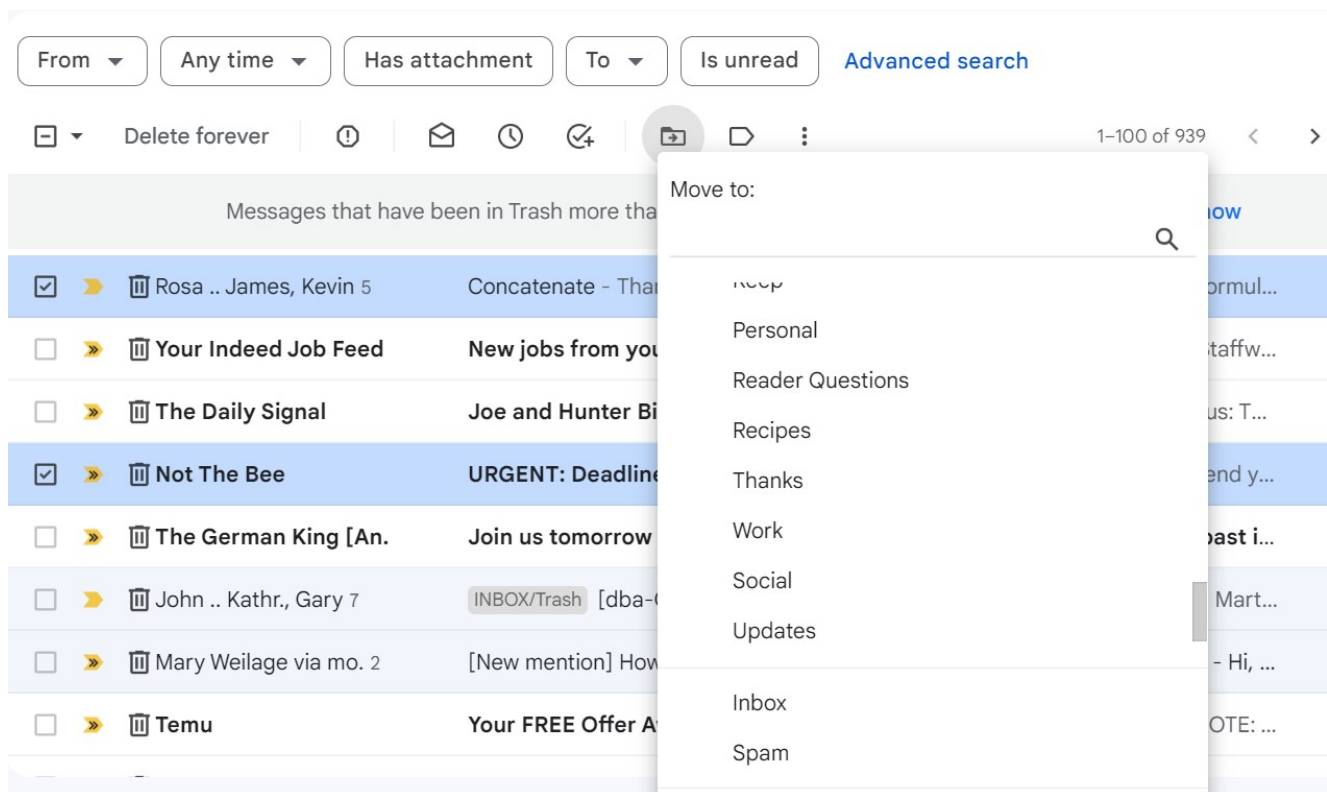 From Any time Has attachment To Is unread Advanced search
Delete forever 1–100 of 939
Move to:
Messages that have been in Trash more tha now
Rosa .. James, Kevin 5 Concatenate - Than ormul...
Keep
Personal
Your Indeed Job Feed New jobs from you Staffw...
Reader Questions
The Daily Signal Joe and Hunter Bi us: T...
Recipes
Not The Bee URGENT: Deadline end y...
Thanks
The German King [An. Join us tomorrow past i...
Work
John .. Kathr., Gary 7 INBOX/Trash [dba- Mart...
Social
Updates
Mary Weilage via mo. 2 [New mention] How - Hi, ...
Inbox
Temu Your FREE Offer A OTE: ...
Spam